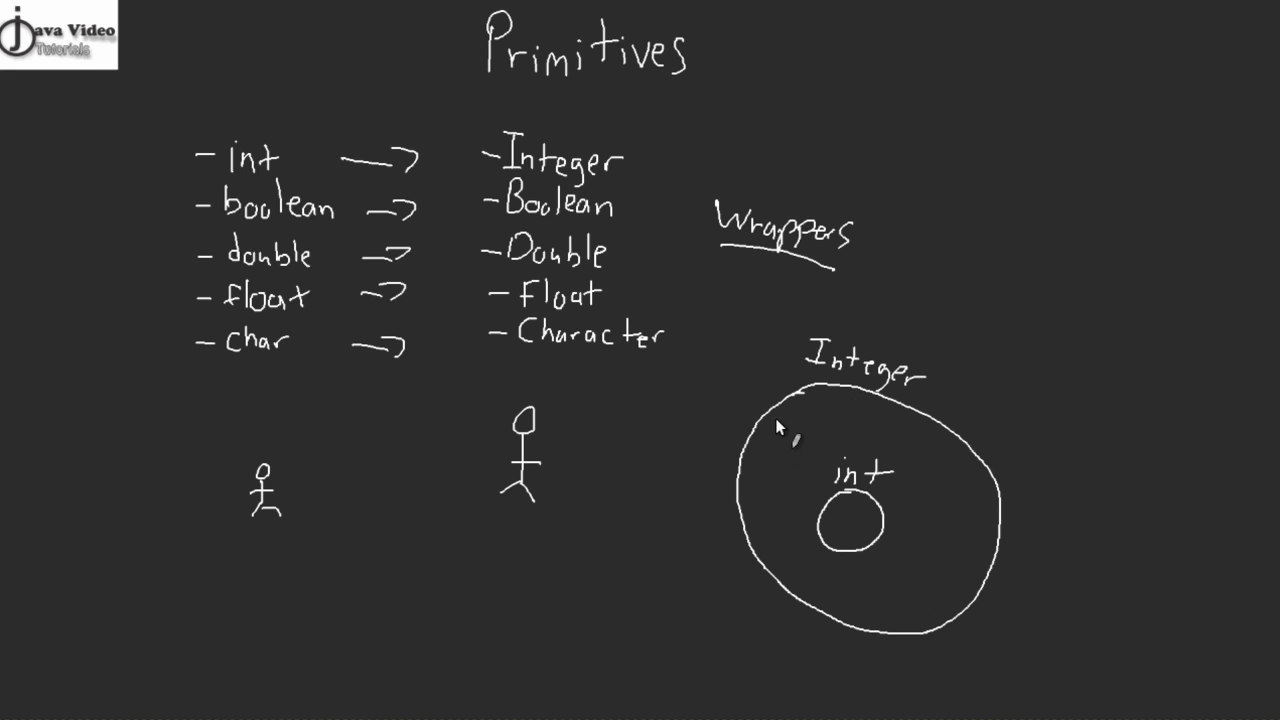 Java Video
Tutorials
Primitives
- int → - Integer
- boolean → - Boolean
- double → - Double
- float → - Float
- char → - Character
Wrappers
Integer
int